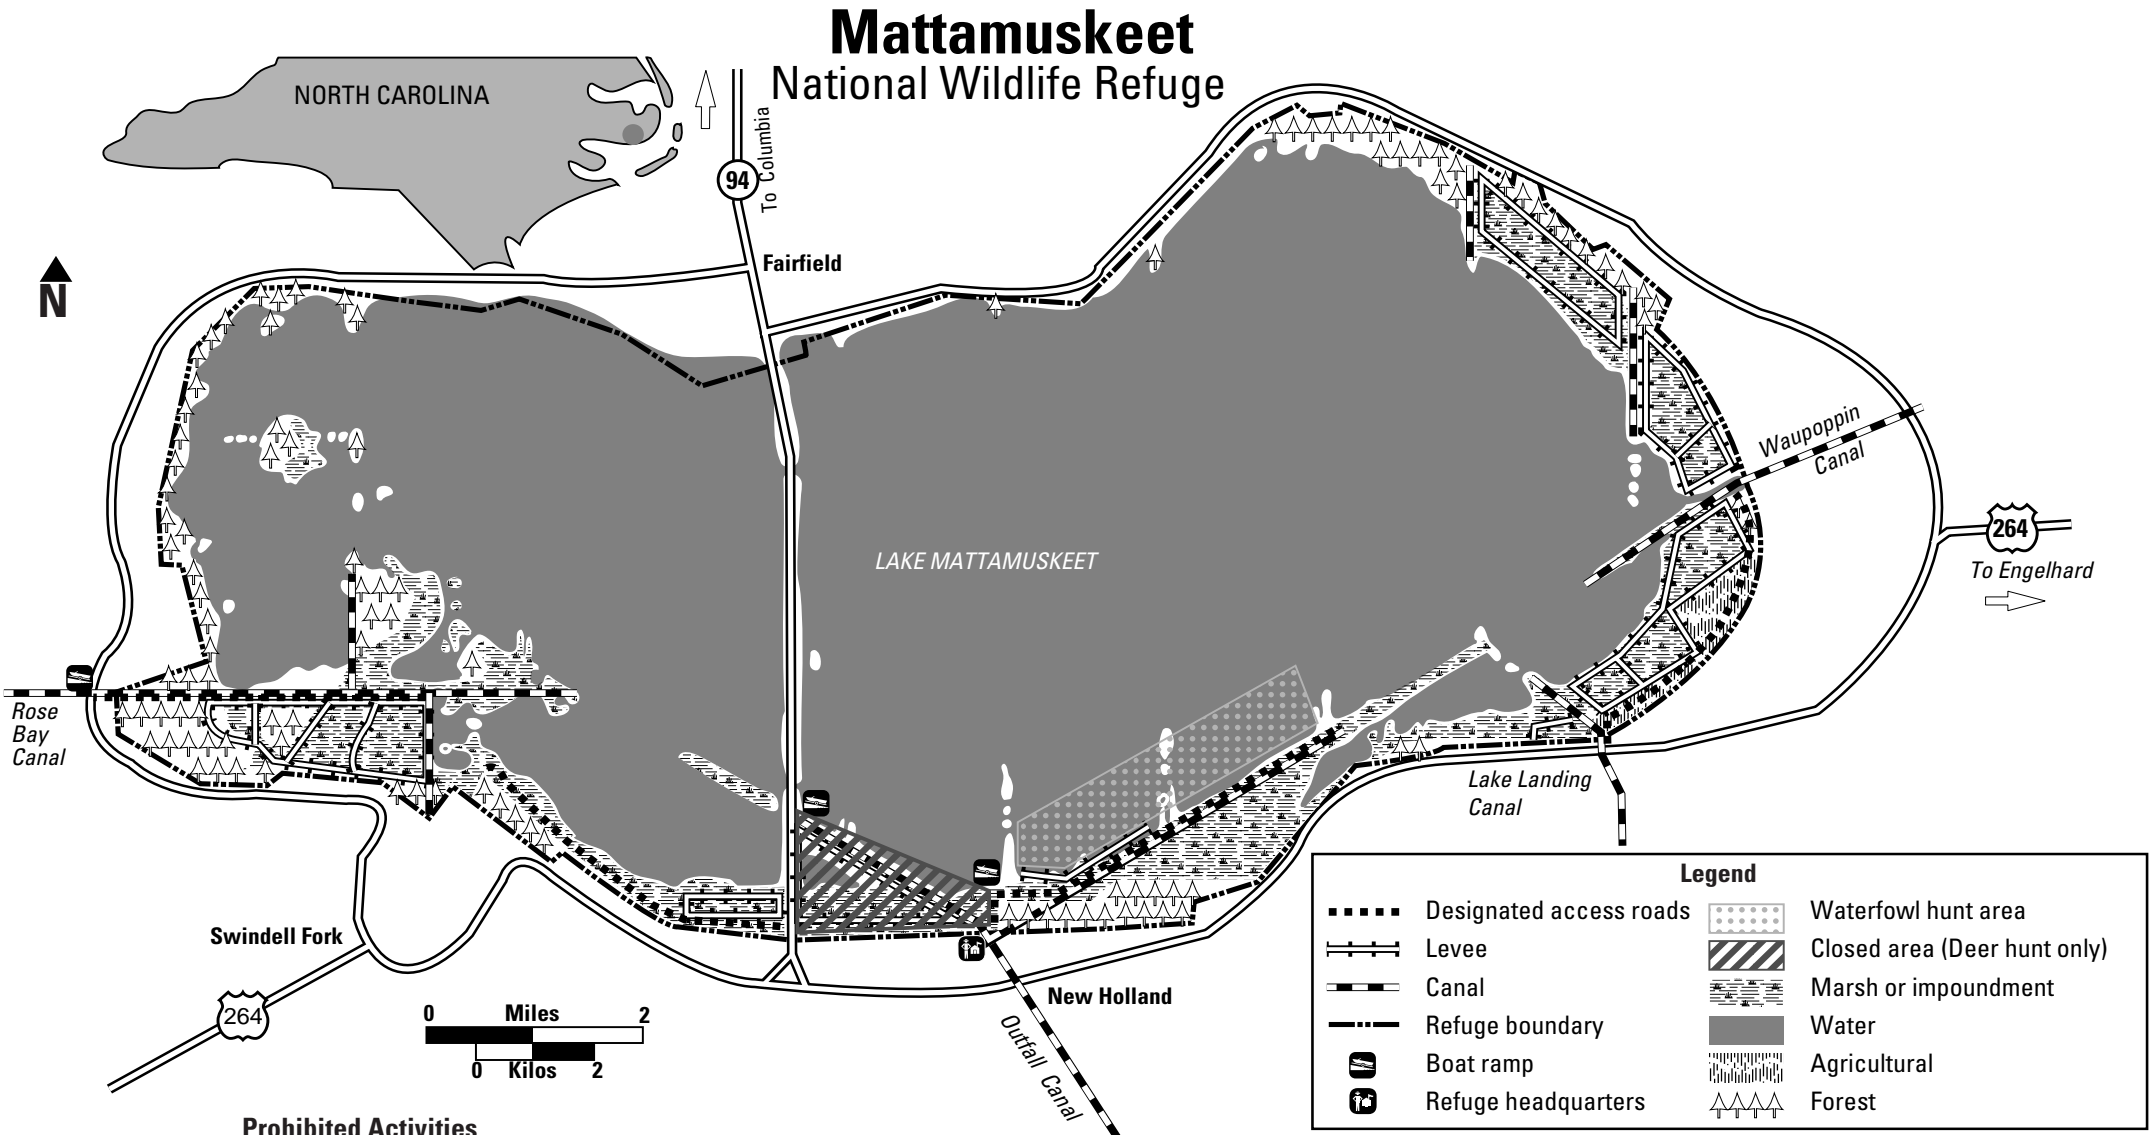 Mattamuskeet
National Wildlife Refuge
NORTH CAROLINA
To Columbia
94
Fairfield
N
Waupoppin
Canal
264
To Engelhard
LAKE MATTAMUSKEET
Rose
Bay
Canal
Lake Landing
Canal
Swindell Fork
264
New Holland
Outfall Canal
0 Miles 2
0 Kilos 2
Legend
Designated access roads
Levee
Canal
Refuge boundary
Boat ramp
Refuge headquarters
Waterfowl hunt area
Closed area (Deer hunt only)
Marsh or impoundment
Water
Agricultural
Forest
Prohibited Activities